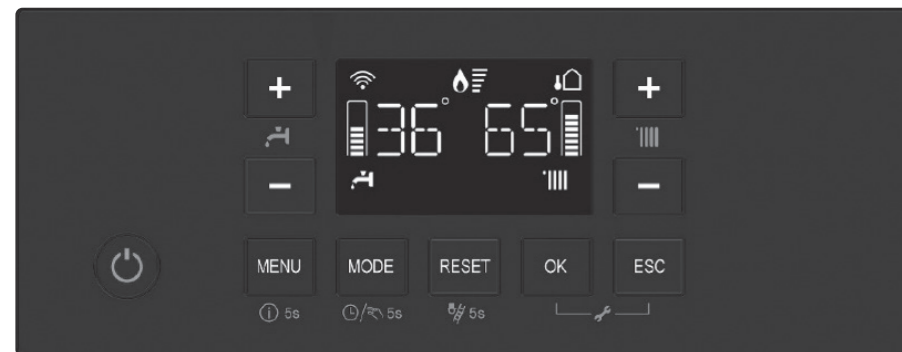 + +
36° 65°
− −
MENU MODE RESET OK ESC
5s 5s 5s